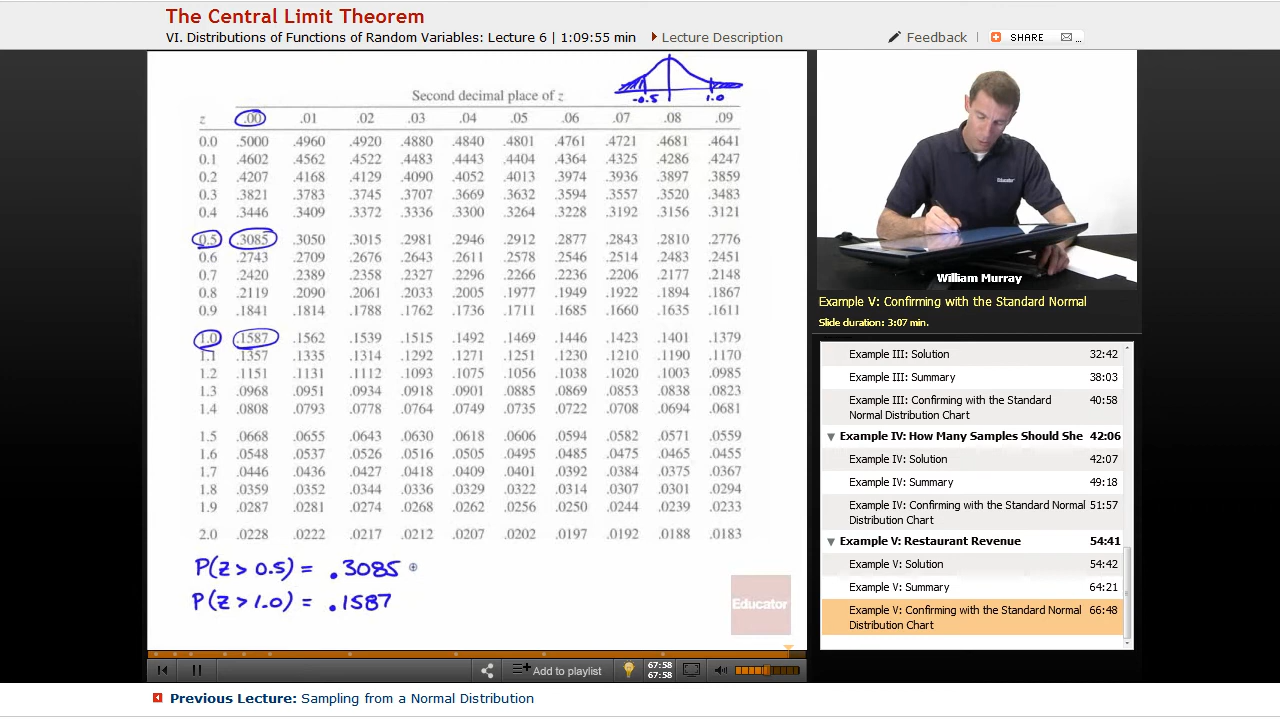 The Central Limit Theorem
VI. Distributions of Functions of Random Variables: Lecture 6 | 1:09:55 min
Lecture Description
Feedback
SHARE
...
-0.5
1.0
Second decimal place of z
z .00 .01 .02 .03 .04 .05 .06 .07 .08 .09
0.0 .5000 .4960 .4920 .4880 .4840 .4801 .4761 .4721 .4681 .4641
0.1 .4602 .4562 .4522 .4483 .4443 .4404 .4364 .4325 .4286 .4247
0.2 .4207 .4168 .4129 .4090 .4052 .4013 .3974 .3936 .3897 .3859
0.3 .3821 .3783 .3745 .3707 .3669 .3632 .3594 .3557 .3520 .3483
0.4 .3446 .3409 .3372 .3336 .3300 .3264 .3228 .3192 .3156 .3121
0.5 .3085 .3050 .3015 .2981 .2946 .2912 .2877 .2843 .2810 .2776
0.6 .2743 .2709 .2676 .2643 .2611 .2578 .2546 .2514 .2483 .2451
0.7 .2420 .2389 .2358 .2327 .2296 .2266 .2236 .2206 .2177 .2148
0.8 .2119 .2090 .2061 .2033 .2005 .1977 .1949 .1922 .1894 .1867
0.9 .1841 .1814 .1788 .1762 .1736 .1711 .1685 .1660 .1635 .1611
1.0 .1587 .1562 .1539 .1515 .1492 .1469 .1446 .1423 .1401 .1379
1.1 .1357 .1335 .1314 .1292 .1271 .1251 .1230 .1210 .1190 .1170
1.2 .1151 .1131 .1112 .1093 .1075 .1056 .1038 .1020 .1003 .0985
1.3 .0968 .0951 .0934 .0918 .0901 .0885 .0869 .0853 .0838 .0823
1.4 .0808 .0793 .0778 .0764 .0749 .0735 .0722 .0708 .0694 .0681
1.5 .0668 .0655 .0643 .0630 .0618 .0606 .0594 .0582 .0571 .0559
1.6 .0548 .0537 .0526 .0516 .0505 .0495 .0485 .0475 .0465 .0455
1.7 .0446 .0436 .0427 .0418 .0409 .0401 .0392 .0384 .0375 .0367
1.8 .0359 .0352 .0344 .0336 .0329 .0322 .0314 .0307 .0301 .0294
1.9 .0287 .0281 .0274 .0268 .0262 .0256 .0250 .0244 .0239 .0233
2.0 .0228 .0222 .0217 .0212 .0207 .0202 .0197 .0192 .0188 .0183
P(Z > 0.5) = .3085
P(Z > 1.0) = .1587
Educator
Educator
William Murray
Example V: Confirming with the Standard Normal
Slide duration: 3:07 min.
Example III: Solution 32:42
Example III: Summary 38:03
Example III: Confirming with the Standard 40:58
Normal Distribution Chart
Example IV: How Many Samples Should She 42:06
Example IV: Solution 42:07
Example IV: Summary 49:18
Example IV: Confirming with the Standard Normal 51:57
Distribution Chart
Example V: Restaurant Revenue 54:41
Example V: Solution 54:42
Example V: Summary 64:21
Example V: Confirming with the Standard Normal 66:48
Distribution Chart
Add to playlist
67:58
67:58
Previous Lecture: Sampling from a Normal Distribution